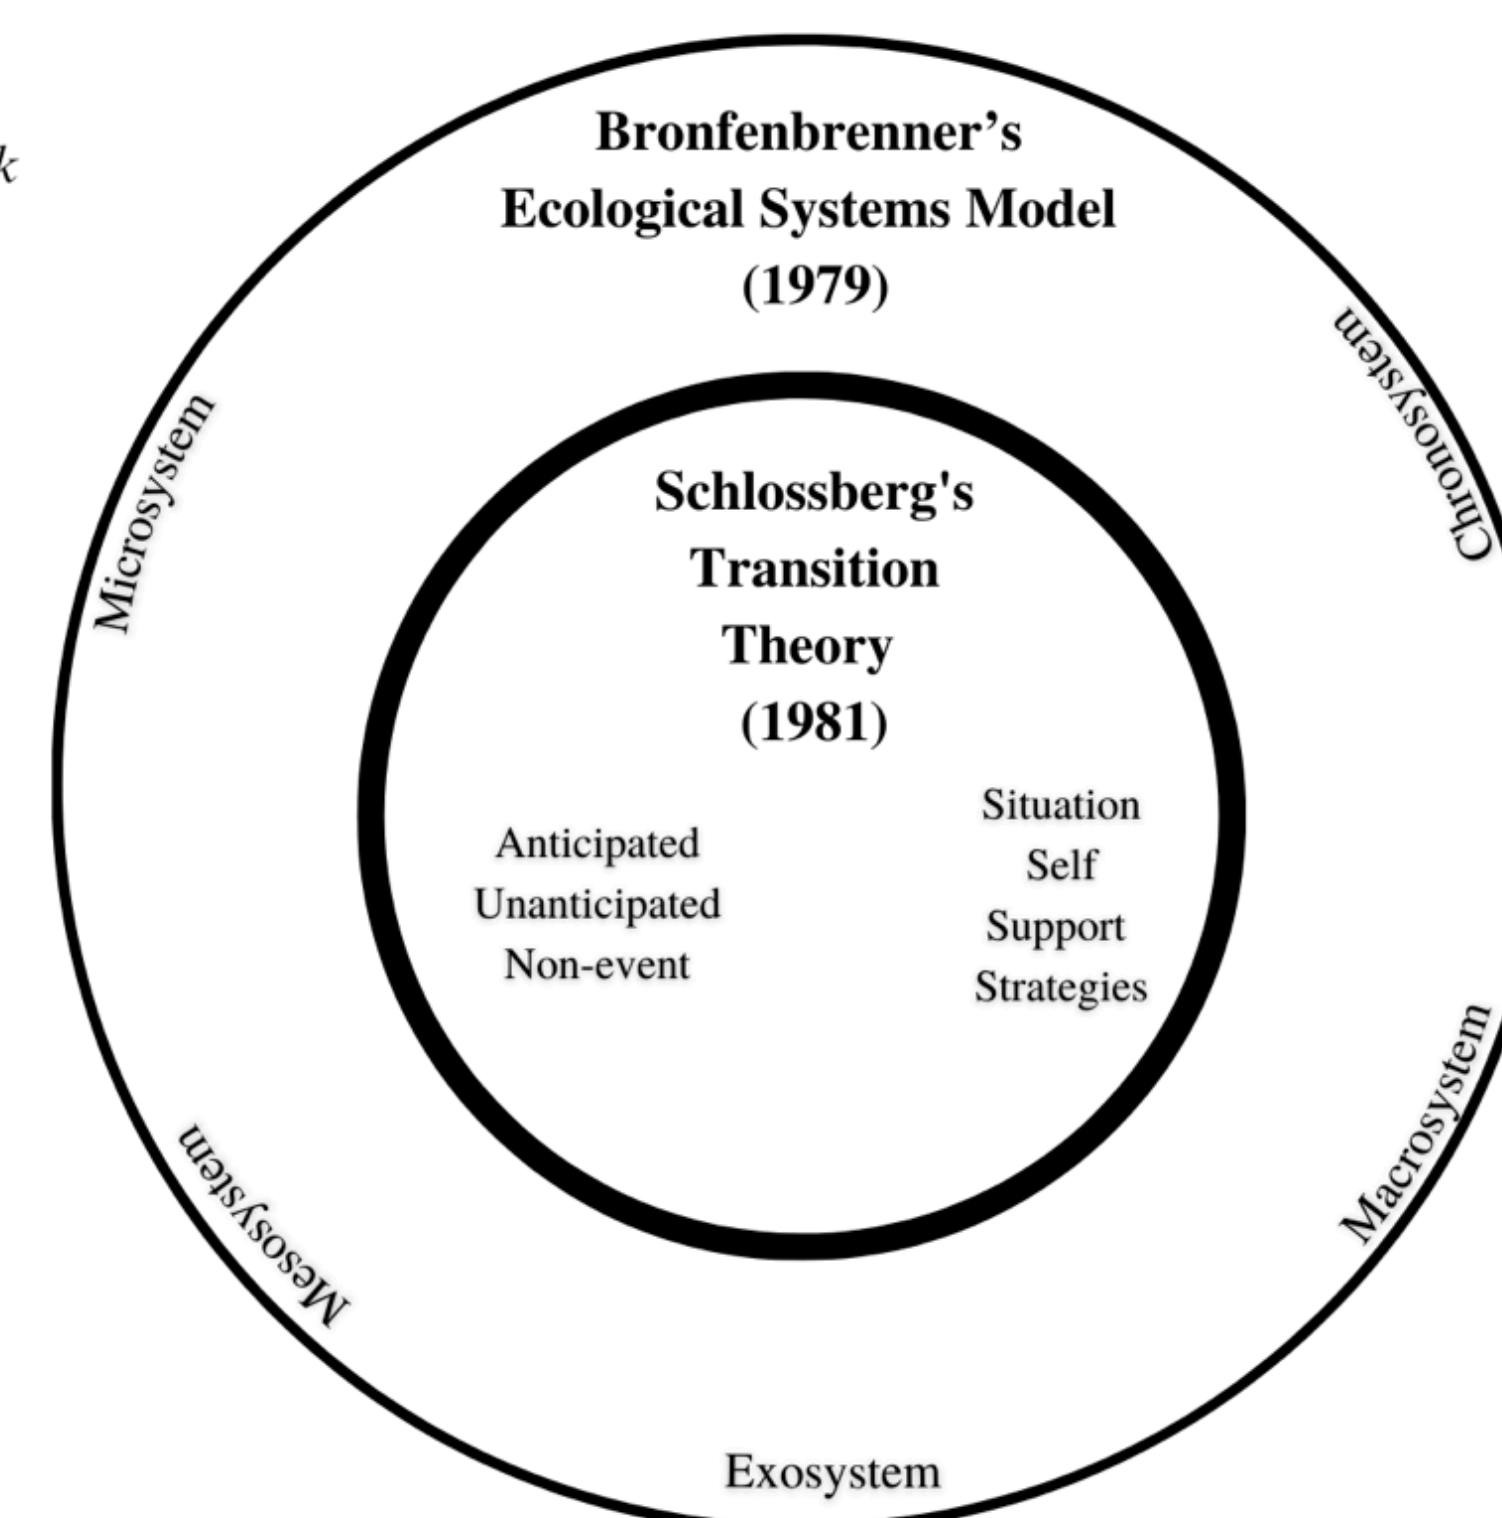 k
Bronfenbrenner’s
Ecological Systems Model
(1979)
Chronosystem
Microsystem
Schlossberg's
Transition
Theory
(1981)
Anticipated
Unanticipated
Non-event
Situation
Self
Support
Strategies
Macrosystem
Mesosystem
Exosystem